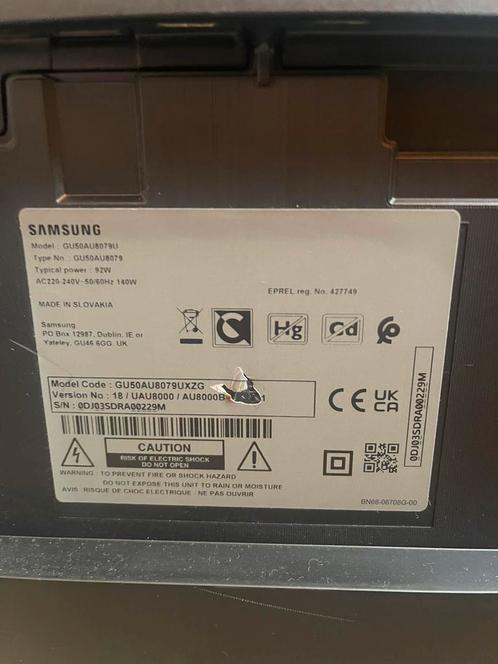 SAMSUNG
Model : GU50AU8079U
Type No. : GU50AU8079
Typical power : 92W
AC220-240V~50/60Hz 140W
EPREL reg. No. 427749
MADE IN SLOVAKIA
Samsung
PO Box 12987, Dublin. IE or
Yateley, GU46 6GG. UK
Hg
Cd
Model Code : GU50AU8079UXZG
Version No : 18 / UAU8000 / AU8000B
S/N : 0DJ03SDRA00229M
CE
UK
CA
0DJ03SDRA00229M
CAUTION
RISK OF ELECTRIC SHOCK
DO NOT OPEN
WARNING : TO PREVENT FIRE OR SHOCK HAZARD
DO NOT EXPOSE THIS UNIT TO RAIN OR MOISTURE
AVIS : RISQUE DE CHOC ELECTRIQUE - NE PAS OUVRIR
BN68-06708G-00